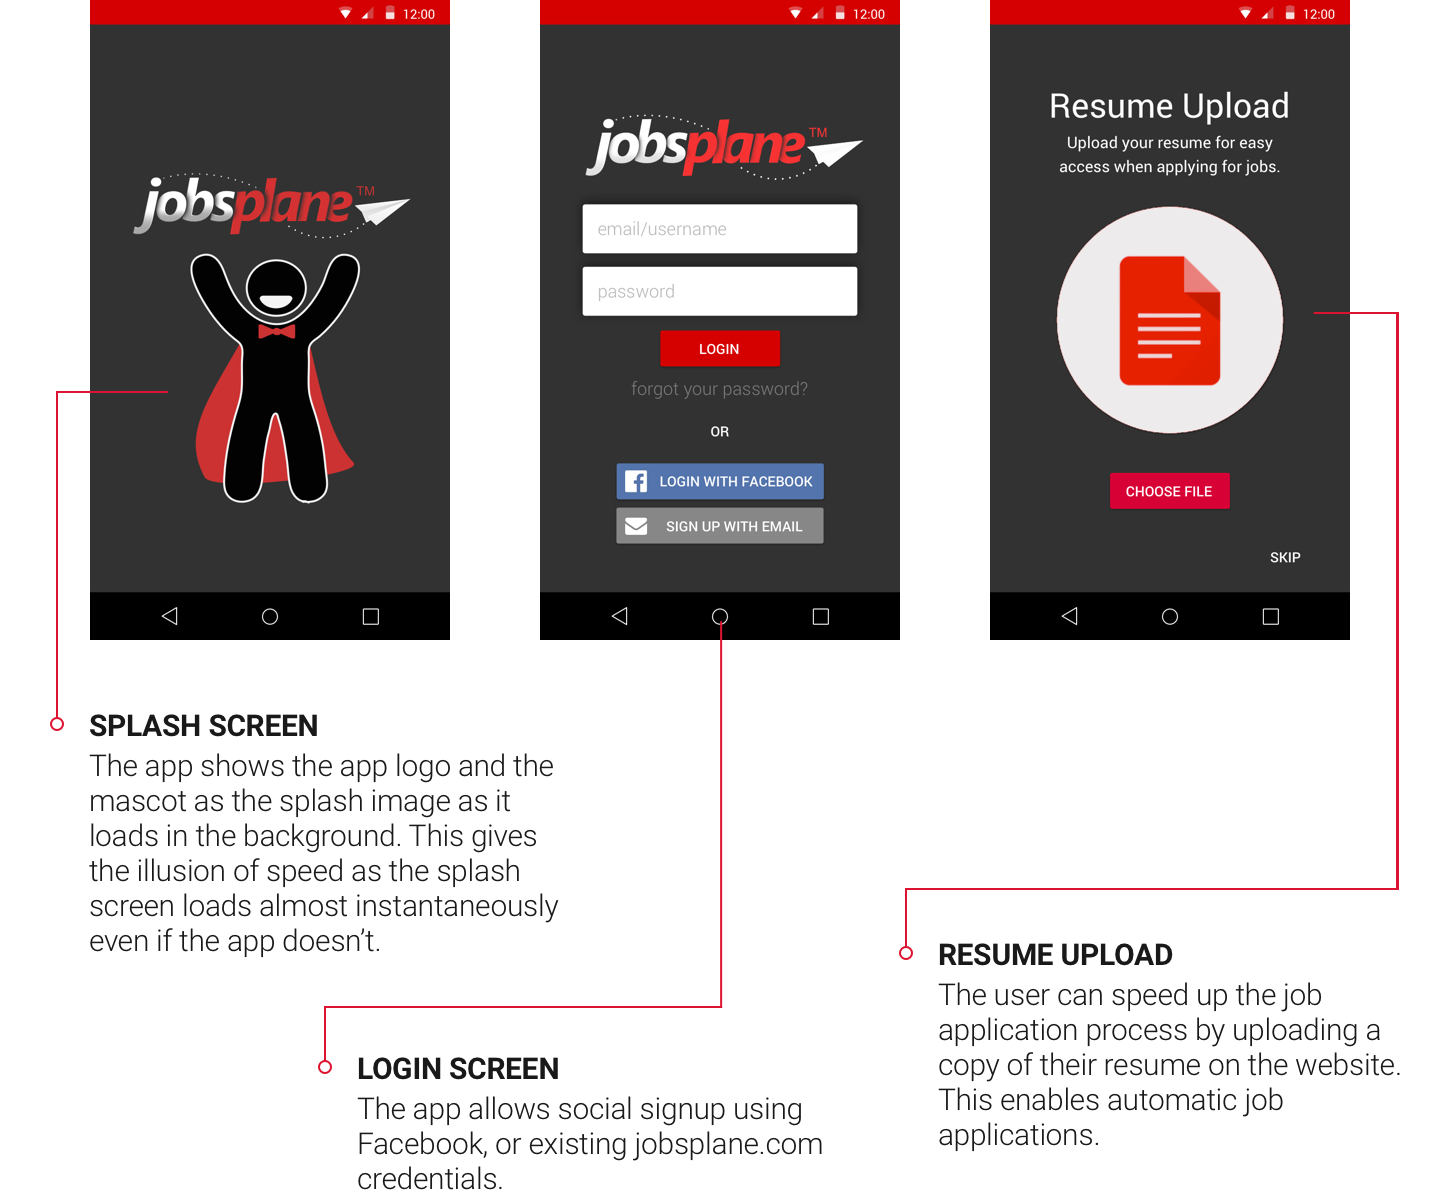 12:00
jobsplane™
12:00
jobsplane™
email/username
password
LOGIN
forgot your password?
OR
LOGIN WITH FACEBOOK
SIGN UP WITH EMAIL
12:00
Resume Upload
Upload your resume for easy
access when applying for jobs.
CHOOSE FILE
SKIP
SPLASH SCREEN
The app shows the app logo and the
mascot as the splash image as it
loads in the background. This gives
the illusion of speed as the splash
screen loads almost instantaneously
even if the app doesn’t.
LOGIN SCREEN
The app allows social signup using
Facebook, or existing jobsplane.com
credentials.
RESUME UPLOAD
The user can speed up the job
application process by uploading a
copy of their resume on the website.
This enables automatic job
applications.